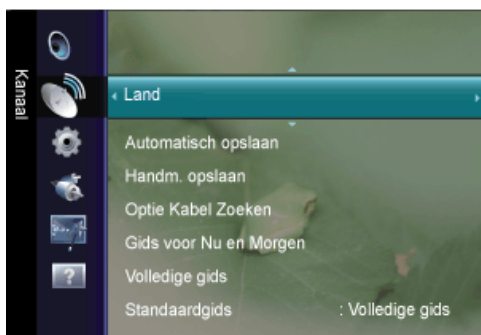 Kanaal
Land
Automatisch opslaan
Handm. opslaan
Optie Kabel Zoeken
Gids voor Nu en Morgen
Volledige gids
Standaardgids : Volledige gids